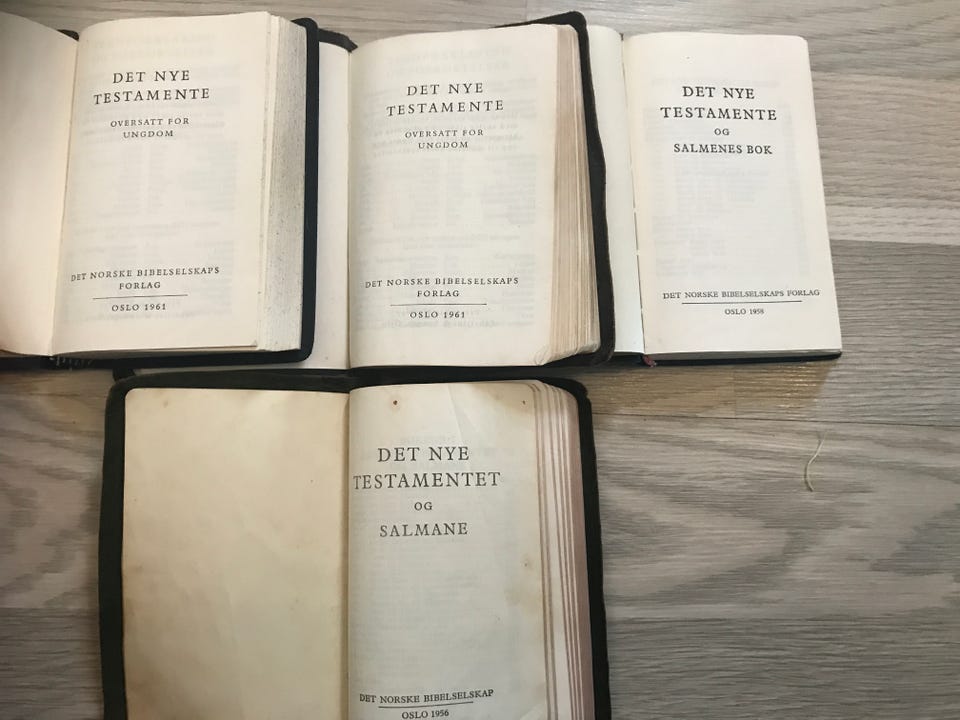 DET NYE
TESTAMENTE
OVERSATT FOR
UNGDOM
DET NORSKE BIBELSELSKAPS
FORLAG
OSLO 1961
DET NYE
TESTAMENTE
OVERSATT FOR
UNGDOM
DET NORSKE BIBELSELSKAPS
FORLAG
OSLO 1961
DET NYE
TESTAMENTE
OG
SALMENES BOK
DET NORSKE BIBELSELSKAPS FORLAG
OSLO 1958
DET NYE
TESTAMENTET
OG
SALMANE
DET NORSKE BIBELSELSKAP
OSLO 1956